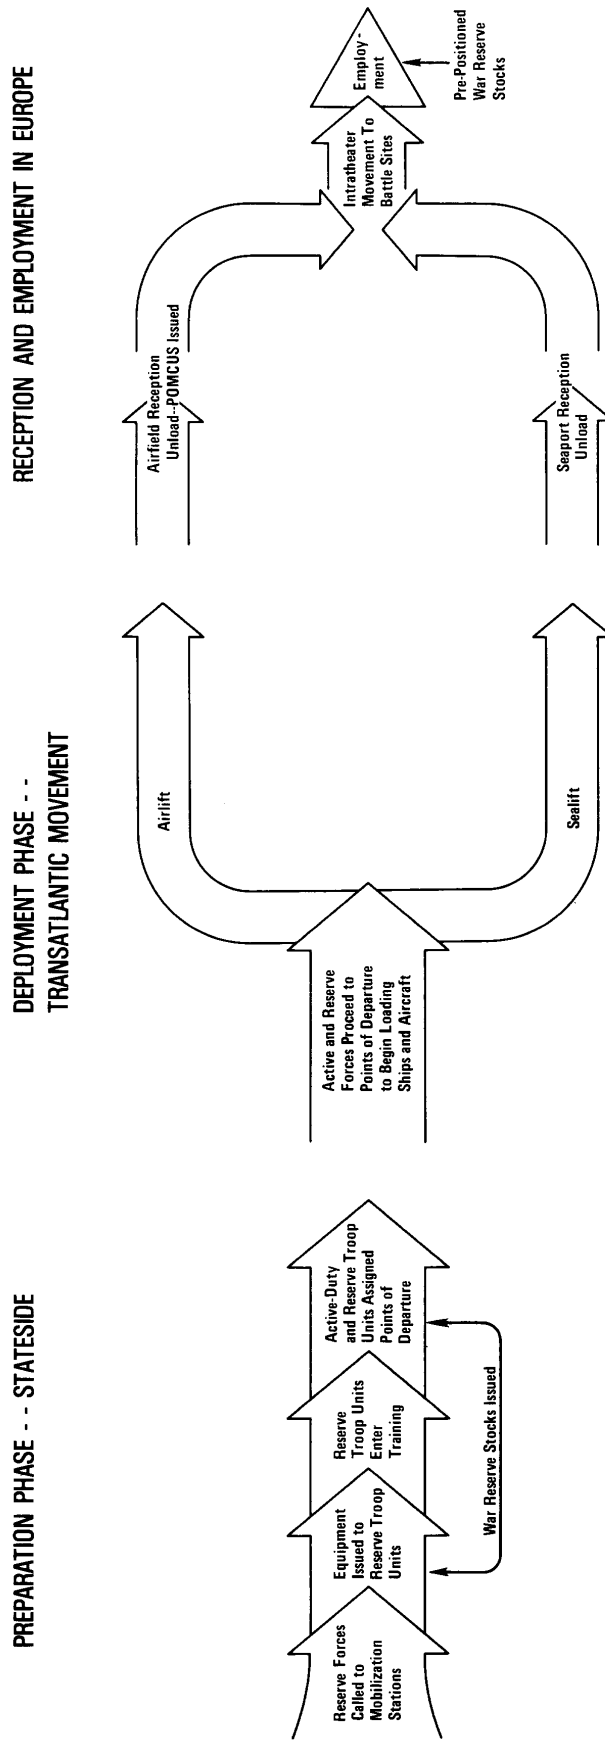 PREPARATION PHASE - - STATESIDE
Reserve Forces
Called to
Mobilization
Stations
Equipment
Issued to
Reserve Troop
Units
Reserve
Troop Units
Enter
Training
Active-Duty
and Reserve Troop
Units Assigned
Points of
Departure
War Reserve Stocks Issued
DEPLOYMENT PHASE - -
TRANSATLANTIC MOVEMENT
Active and Reserve
Forces Proceed to
Points of Departure
to Begin Loading
Ships and Aircraft
Airlift
Sealift
RECEPTION AND EMPLOYMENT IN EUROPE
Airfield Reception
Unload--POMCUS Issued
Seaport Reception
Unload
Intratheater
Movement To
Battle Sites
Employ-
ment
Pre-Positioned
War Reserve
Stocks